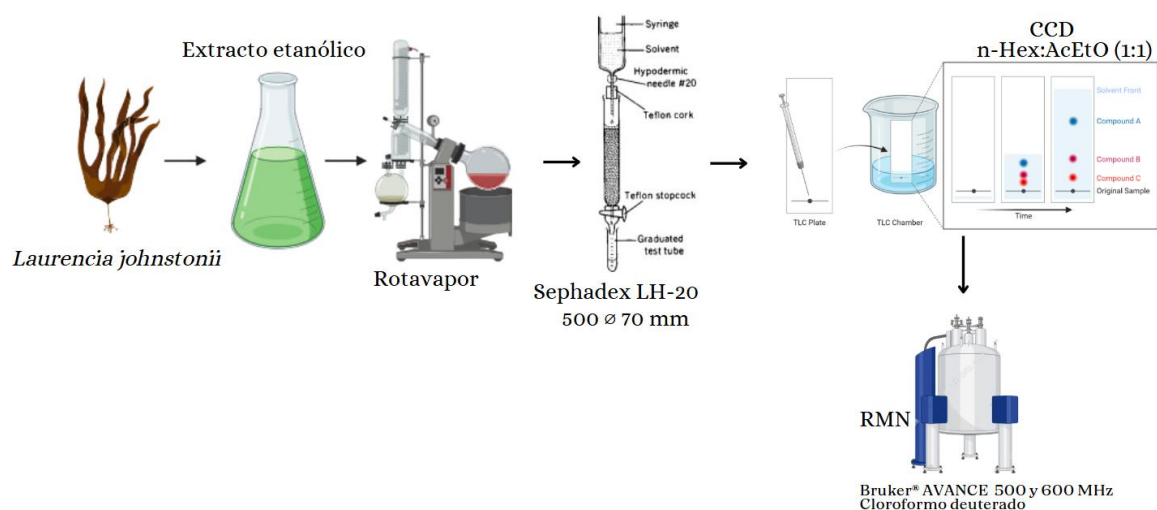 Laurencia johnstonii
Extracto etanólico
Rotavapor
Syringe
Solvent
Hypodermic
needle #20
Teflon cork
Teflon stopcock
Graduated
test tube
Sephadex LH-20
500 ⌀ 70 mm
TLC Plate
TLC Chamber
CCD
n-Hex:AcEtO (1:1)
Solvent Front
Compound A
Compound B
Compound C
Original Sample
Time
RMN
Bruker® AVANCE 500 y 600 MHz
Cloroformo deuterado